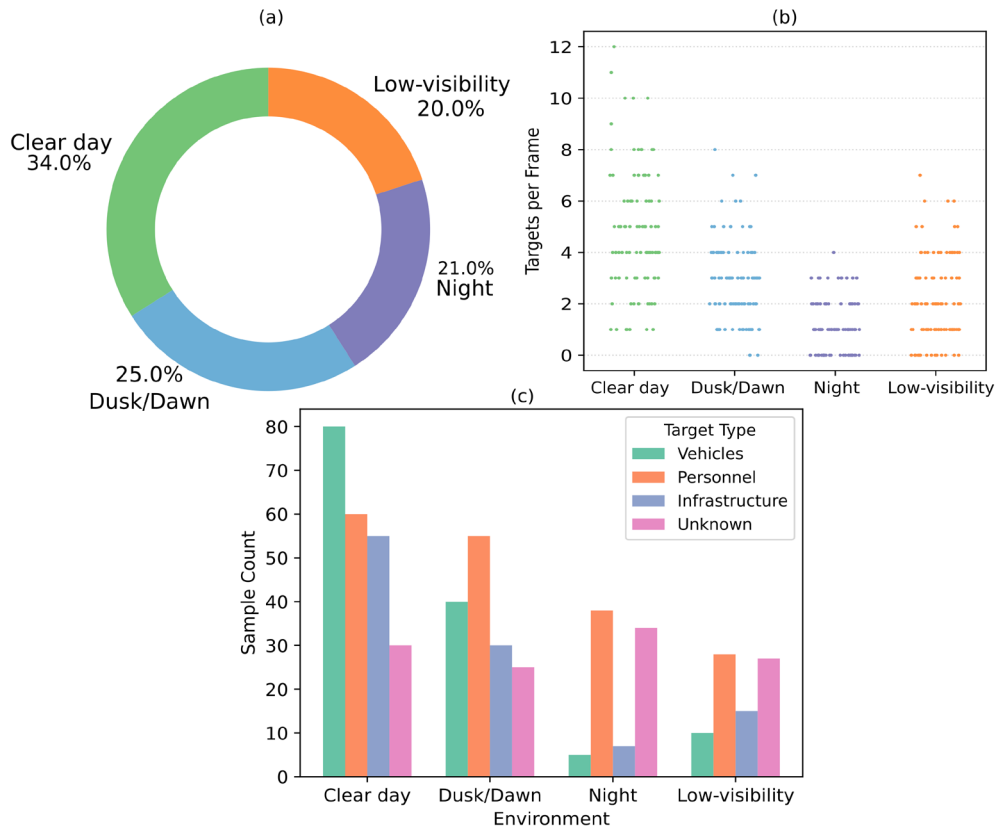 (a)
Low-visibility
20.0%
Clear day
34.0%
21.0%
Night
25.0%
Dusk/Dawn
(b)
Targets per Frame
12
10
8
6
4
2
0
Clear day
Dusk/Dawn
Night
Low-visibility
(c)
Sample Count
80
70
60
50
40
30
20
10
0
Target Type
Vehicles
Personnel
Infrastructure
Unknown
Clear day
Dusk/Dawn
Night
Low-visibility
Environment